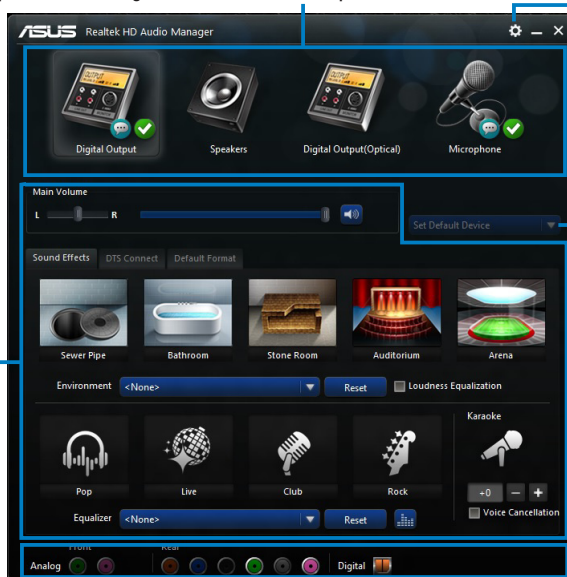 ASUS Realtek HD Audio Manager
Digital Output Speakers Digital Output(Optical) Microphone
Main Volume
L R
Set Default Device
Sound Effects DTS Connect Default Format
Sewer Pipe Bathroom Stone Room Auditorium Arena
Environment <None> Reset Loudness Equalization
Karaoke
Pop Live Club Rock
+0
Equalizer <None> Reset Voice Cancellation
Front Rear
Analog Digital